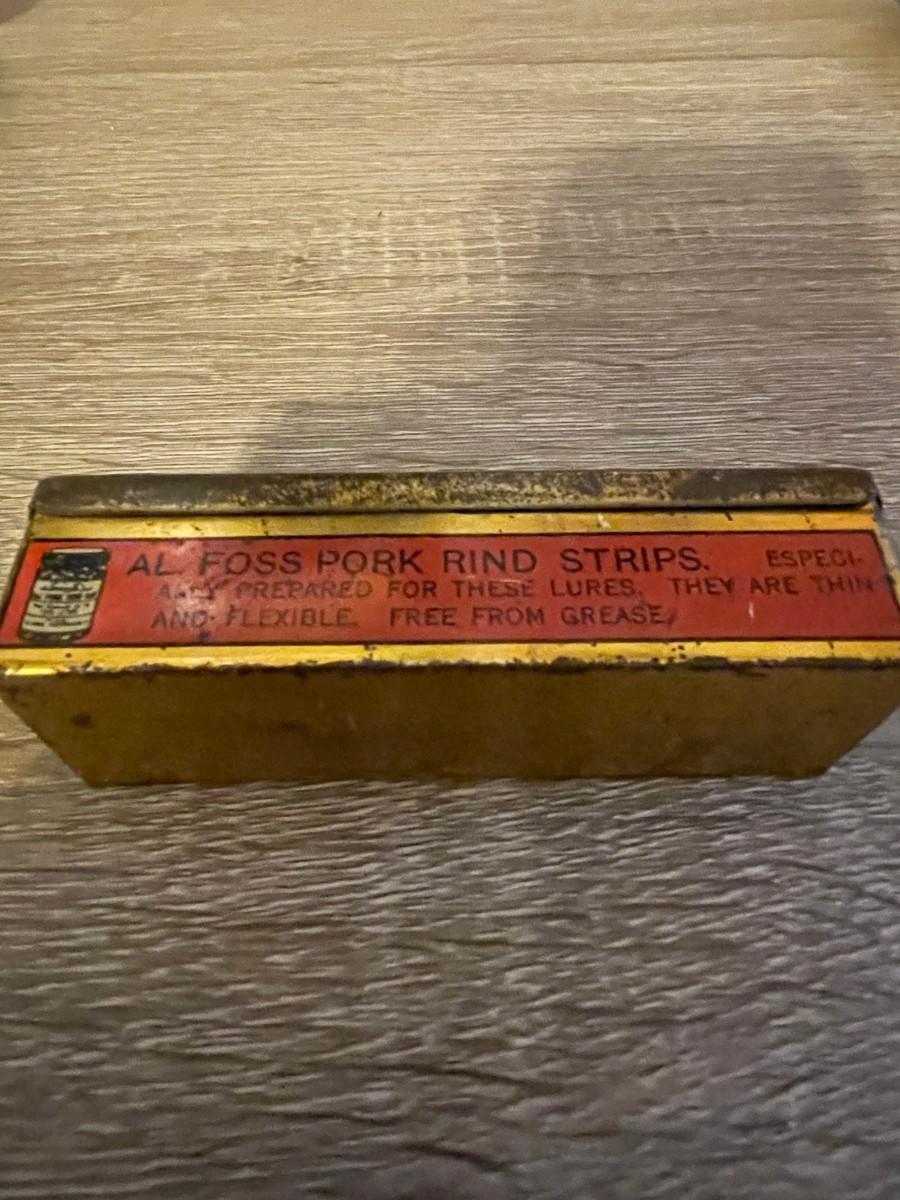 AL. FOSS PORK RIND STRIPS. ESPECI-
ALLY PREPARED FOR THESE LURES. THEY ARE THIN
AND FLEXIBLE. FREE FROM GREASE.